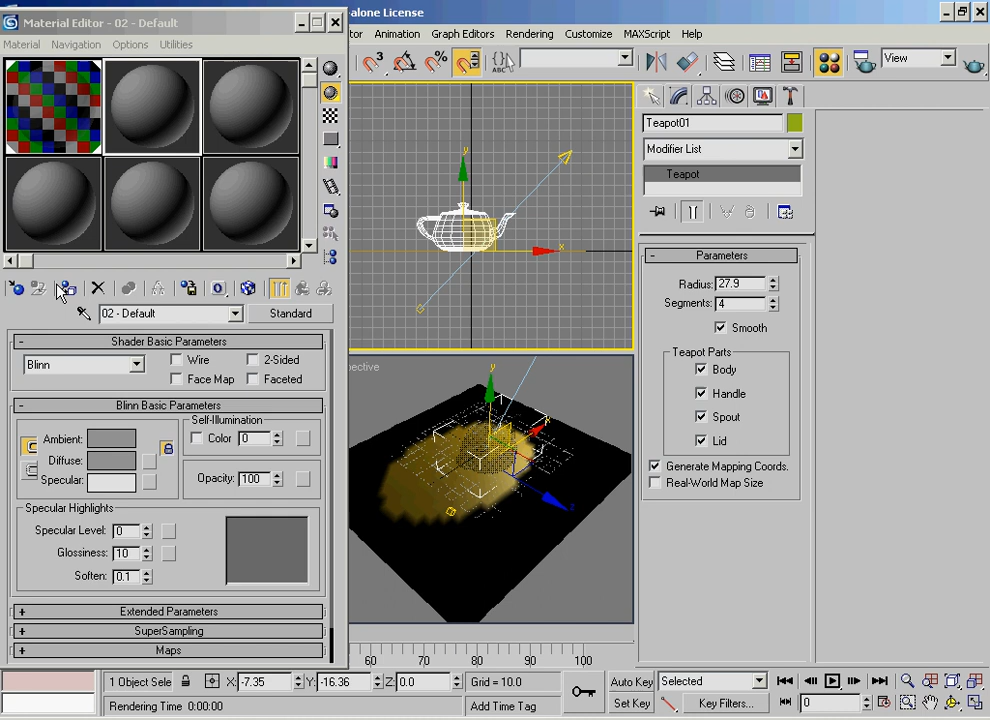 Material Editor - 02 - Default
alone License
Material Navigation Options Utilities
tor Animation Graph Editors Rendering Customize MAXScript Help
3 % ABC View
Teapot01
Modifier List
Teapot
02 - Default Standard
Shader Basic Parameters
Blinn Wire 2-Sided
Face Map Faceted
Blinn Basic Parameters
Self-Illumination
Ambient: Color 0
Diffuse:
Specular: Opacity: 100
Specular Highlights
Specular Level: 0
Glossiness: 10
Soften: 0.1
+ Extended Parameters
+ SuperSampling
+ Maps
y
x
pective
y
x
z
- Parameters
Radius: 27.9
Segments: 4
Smooth
Teapot Parts
Body
Handle
Spout
Lid
Generate Mapping Coords.
Real-World Map Size
60 70 80 90 100
1 Object Sele X: -7.35 Y: -16.36 Z: 0.0 Grid = 10.0 Auto Key Selected
Rendering Time 0:00:00 Add Time Tag Set Key Key Filters... 0